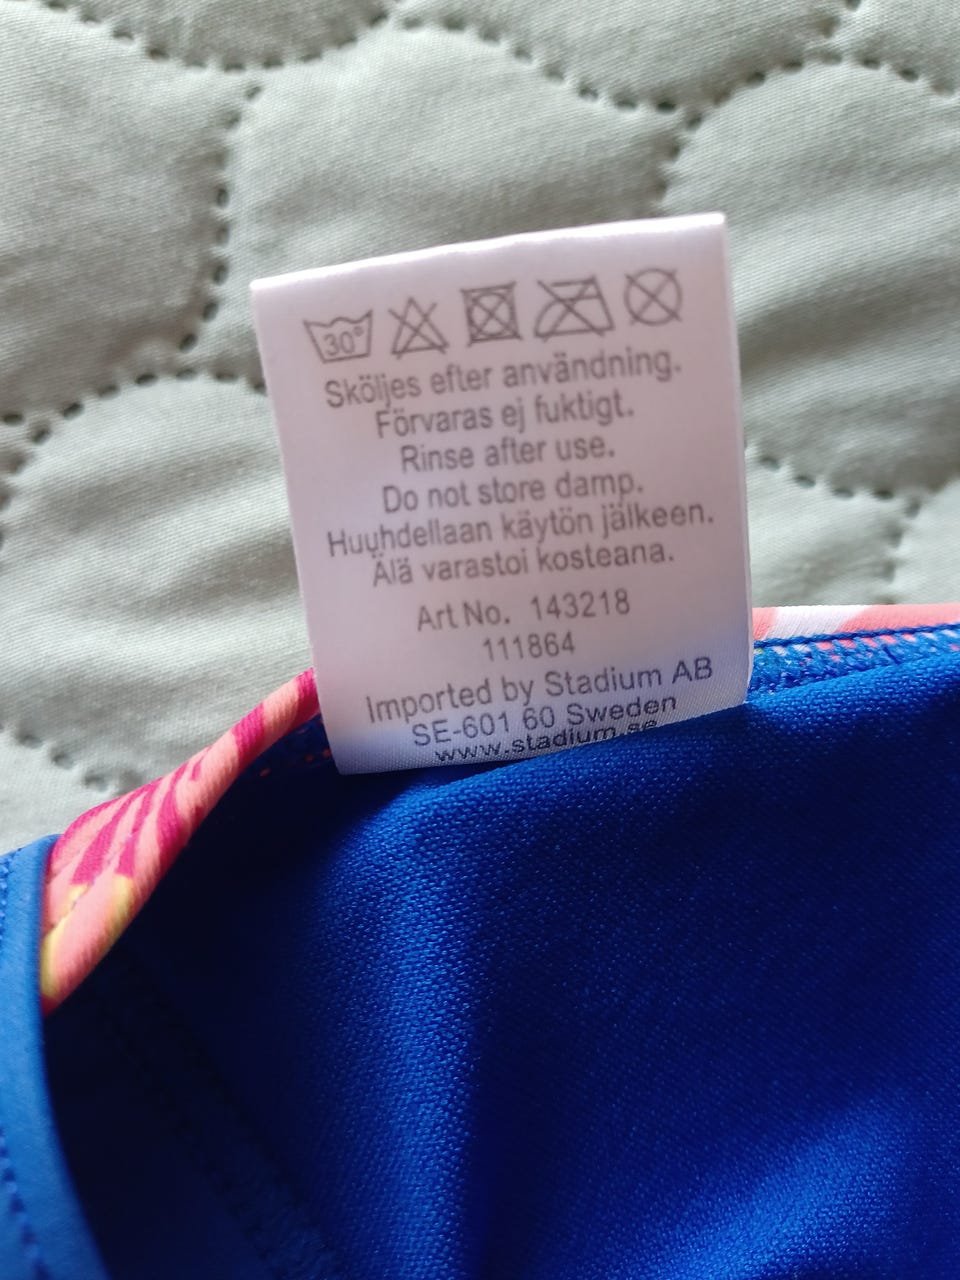 30°
Sköljes efter användning.
Förvaras ej fuktigt.
Rinse after use.
Do not store damp.
Huuhdellaan käytön jälkeen.
Älä varastoi kosteana.
Art No. 143218
111864
Imported by Stadium AB
SE-601 60 Sweden
www.stadium.se